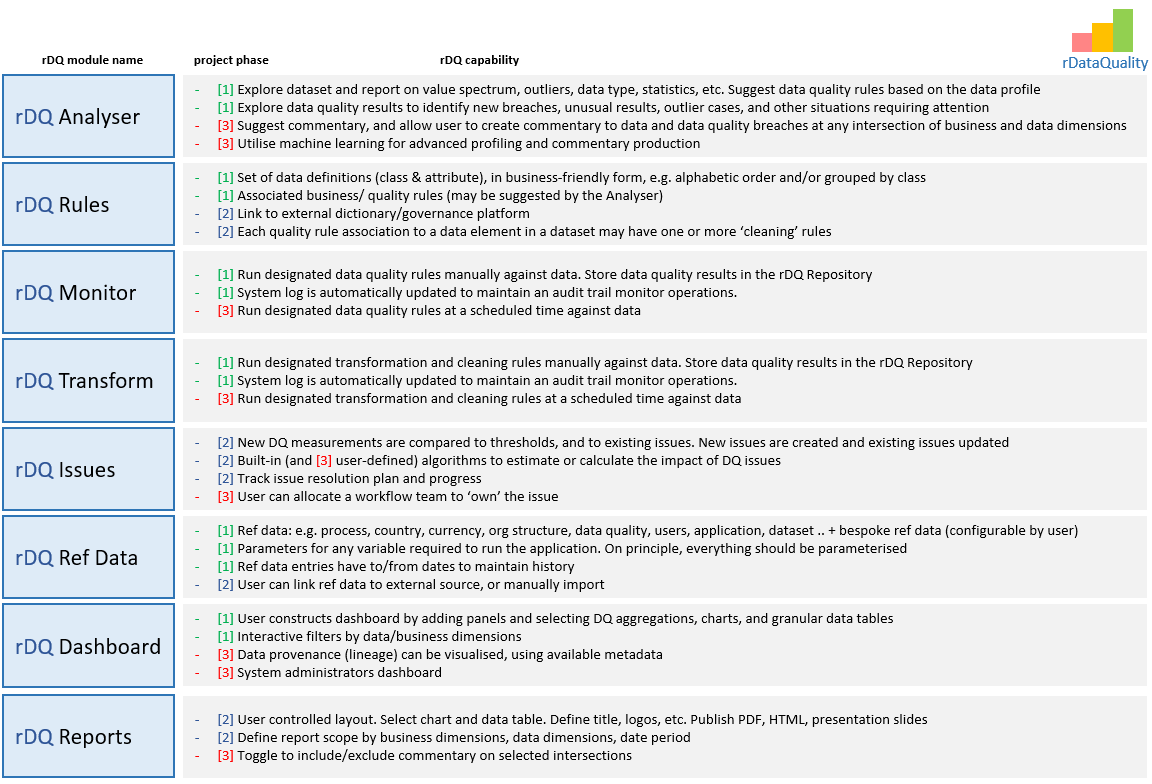 rDataQuality
rDQ module name project phase rDQ capability
rDQ Analyser
- [1] Explore dataset and report on value spectrum, outliers, data type, statistics, etc. Suggest data quality rules based on the data profile
- [1] Explore data quality results to identify new breaches, unusual results, outlier cases, and other situations requiring attention
- [3] Suggest commentary, and allow user to create commentary to data and data quality breaches at any intersection of business and data dimensions
- [3] Utilise machine learning for advanced profiling and commentary production
rDQ Rules
- [1] Set of data definitions (class & attribute), in business-friendly form, e.g. alphabetic order and/or grouped by class
- [1] Associated business/ quality rules (may be suggested by the Analyser)
- [2] Link to external dictionary/governance platform
- [2] Each quality rule association to a data element in a dataset may have one or more ‘cleaning’ rules
rDQ Monitor
- [1] Run designated data quality rules manually against data. Store data quality results in the rDQ Repository
- [1] System log is automatically updated to maintain an audit trail monitor operations.
- [3] Run designated data quality rules at a scheduled time against data
rDQ Transform
- [1] Run designated transformation and cleaning rules manually against data. Store data quality results in the rDQ Repository
- [1] System log is automatically updated to maintain an audit trail monitor operations.
- [3] Run designated transformation and cleaning rules at a scheduled time against data
rDQ Issues
- [2] New DQ measurements are compared to thresholds, and to existing issues. New issues are created and existing issues updated
- [2] Built-in (and [3] user-defined) algorithms to estimate or calculate the impact of DQ issues
- [2] Track issue resolution plan and progress
- [3] User can allocate a workflow team to ‘own’ the issue
rDQ Ref Data
- [1] Ref data: e.g. process, country, currency, org structure, data quality, users, application, dataset .. + bespoke ref data (configurable by user)
- [1] Parameters for any variable required to run the application. On principle, everything should be parameterised
- [1] Ref data entries have to/from dates to maintain history
- [2] User can link ref data to external source, or manually import
rDQ Dashboard
- [1] User constructs dashboard by adding panels and selecting DQ aggregations, charts, and granular data tables
- [1] Interactive filters by data/business dimensions
- [3] Data provenance (lineage) can be visualised, using available metadata
- [3] System administrators dashboard
rDQ Reports
- [2] User controlled layout. Select chart and data table. Define title, logos, etc. Publish PDF, HTML, presentation slides
- [2] Define report scope by business dimensions, data dimensions, date period
- [3] Toggle to include/exclude commentary on selected intersections